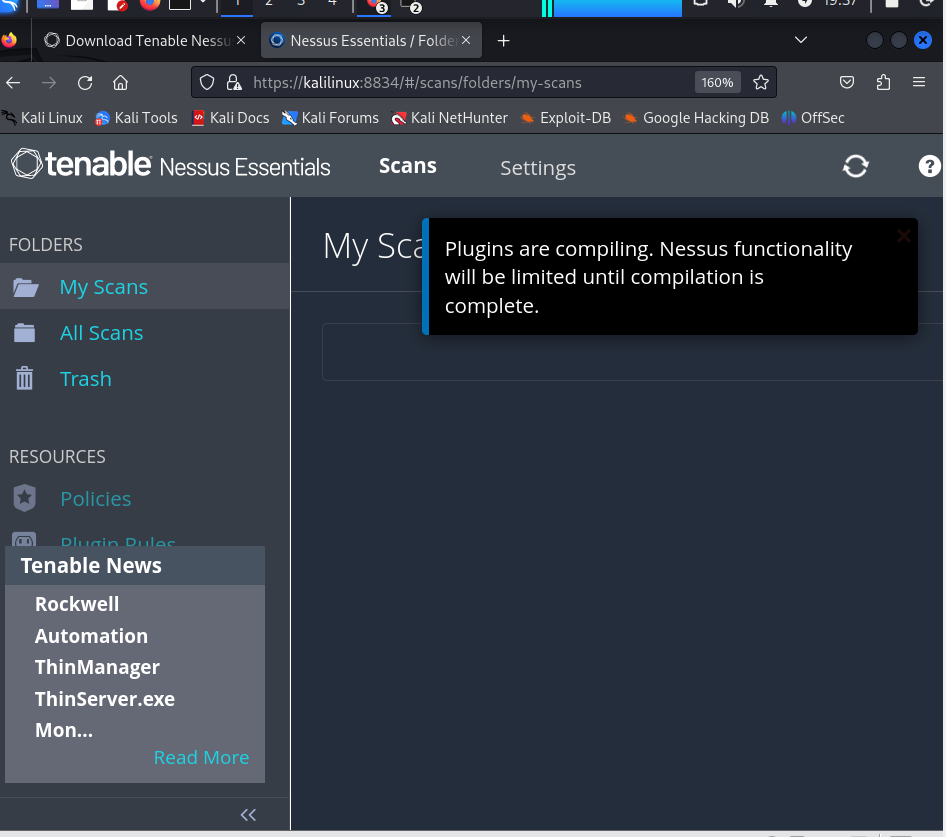 1 2 3 4 3 2 19:37
Download Tenable Nessu
Nessus Essentials / Folde
https://kalilinux:8834/#/scans/folders/my-scans
160%
Kali Linux
Kali Tools
Kali Docs
Kali Forums
Kali NetHunter
Exploit-DB
Google Hacking DB
OffSec
tenable Nessus Essentials
Scans
Settings
FOLDERS
My Scans
All Scans
Trash
RESOURCES
Policies
Plugin Rules
Tenable News
Rockwell
Automation
ThinManager
ThinServer.exe
Mon...
Read More
My Sca
Plugins are compiling. Nessus functionality
will be limited until compilation is
complete.